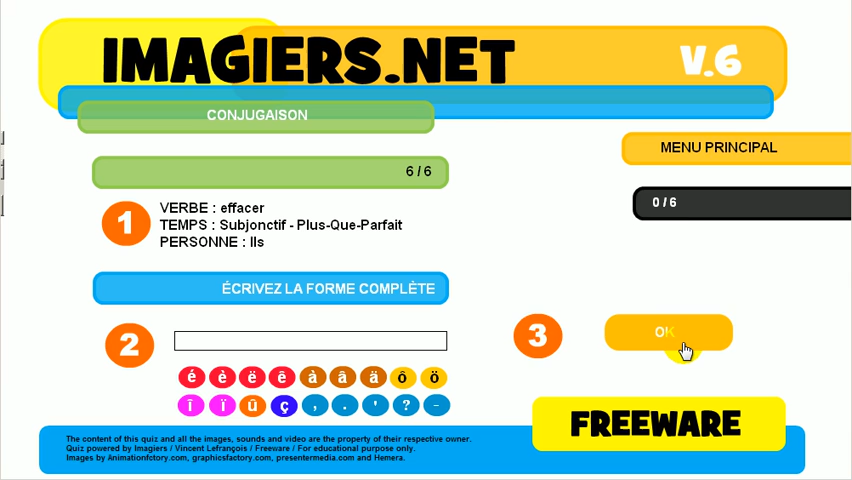 IMAGIERS.NET
V.6
CONJUGAISON
MENU PRINCIPAL
6 / 6
0 / 6
1
VERBE : effacer
TEMPS : Subjonctif - Plus-Que-Parfait
PERSONNE : Ils
ÉCRIVEZ LA FORME COMPLÈTE
2
3
OK
é è ë ê à â ä ô ö
î ï û ç , . ' ? -
FREEWARE
The content of this quiz and all the images, sounds and video are the property of their respective owner.
Quiz powered by Imagiers / Vincent Lefrançois / Freeware / For educational purpose only.
Images by Animationfctory.com, graphicsfactory.com, presentermedia.com and Hemera.